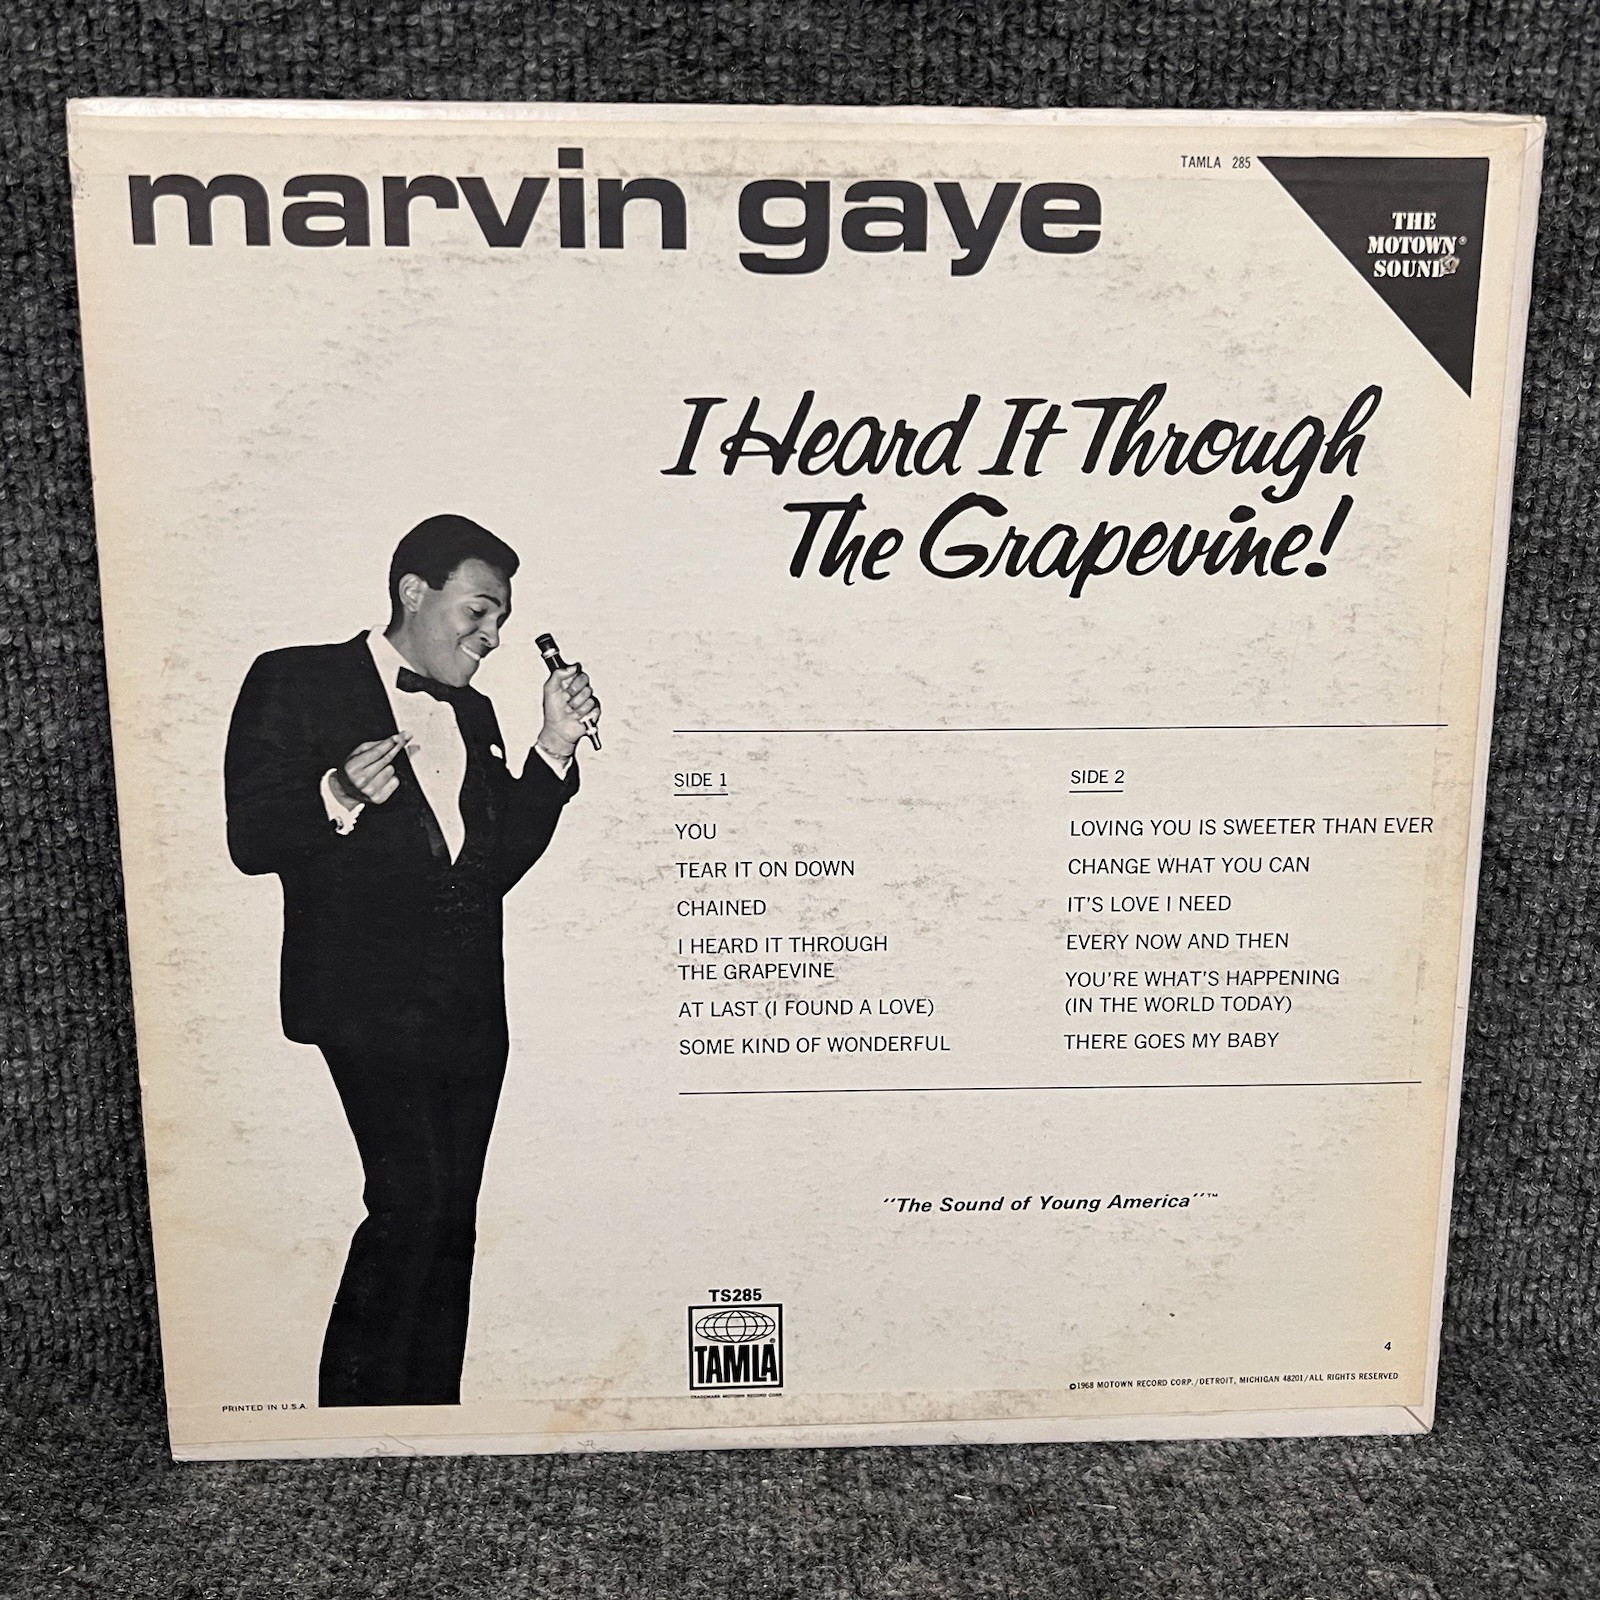 marvin gaye
TAMLA 285
THE
MOTOWN®
SOUND
I Heard It Through
The Grapevine!
SIDE 1
YOU
TEAR IT ON DOWN
CHAINED
I HEARD IT THROUGH
THE GRAPEVINE
AT LAST (I FOUND A LOVE)
SOME KIND OF WONDERFUL
SIDE 2
LOVING YOU IS SWEETER THAN EVER
CHANGE WHAT YOU CAN
IT'S LOVE I NEED
EVERY NOW AND THEN
YOU'RE WHAT'S HAPPENING
(IN THE WORLD TODAY)
THERE GOES MY BABY
"The Sound of Young America"™
TS285
TAMLA®
TRADEMARK MOTOWN RECORD CORP.
4
©1968 MOTOWN RECORD CORP./DETROIT, MICHIGAN 48201/ALL RIGHTS RESERVED
PRINTED IN U.S.A.